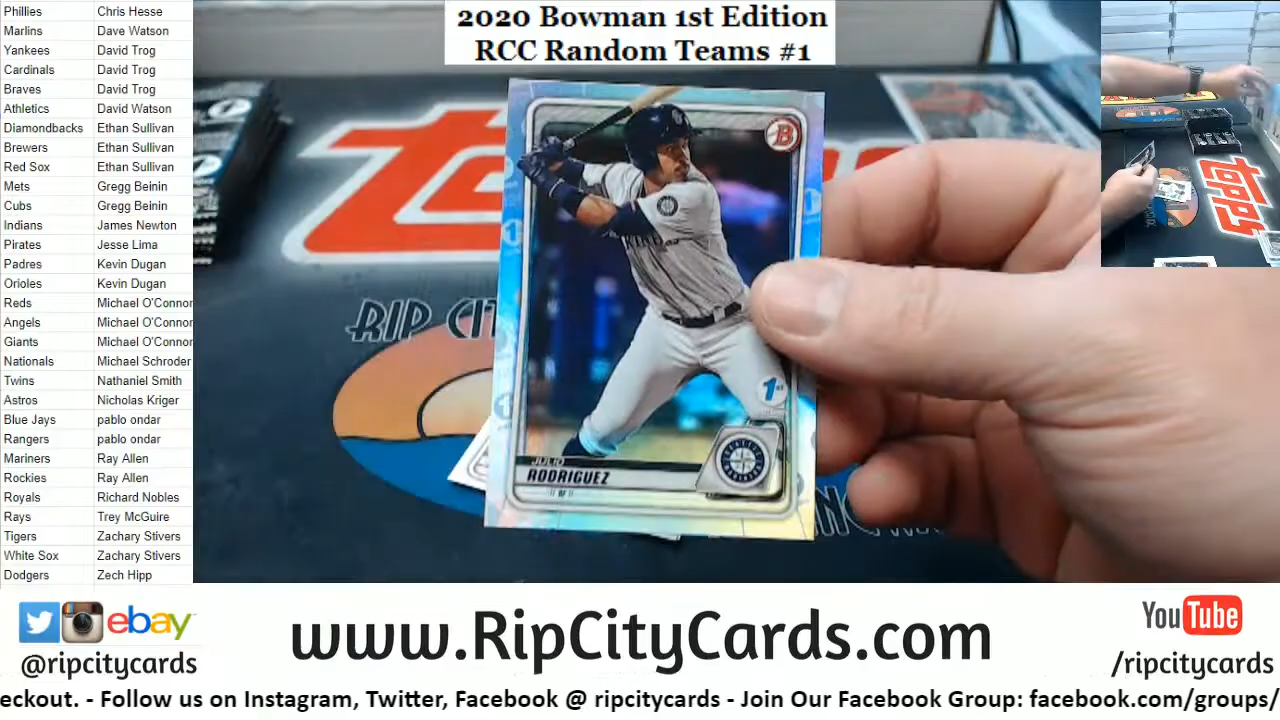 2020 Bowman 1st Edition
RCC Random Teams #1
Phillies Chris Hesse
Marlins Dave Watson
Yankees David Trog
Cardinals David Trog
Braves David Trog
Athletics David Watson
Diamondbacks Ethan Sullivan
Brewers Ethan Sullivan
Red Sox Ethan Sullivan
Mets Gregg Beinin
Cubs Gregg Beinin
Indians James Newton
Pirates Jesse Lima
Padres Kevin Dugan
Orioles Kevin Dugan
Reds Michael O'Connor
Angels Michael O'Connor
Giants Michael O'Connor
Nationals Michael Schroder
Twins Nathaniel Smith
Astros Nicholas Kriger
Blue Jays pablo ondar
Rangers pablo ondar
Mariners Ray Allen
Rockies Ray Allen
Royals Richard Nobles
Rays Trey McGuire
Tigers Zachary Stivers
White Sox Zachary Stivers
Dodgers Zech Hipp
B
1st
JULIO
RODRIGUEZ
OF
RIP CI
topps
ebay
@ripcitycards
www.RipCityCards.com
YouTube
/ripcitycards
eckout. - Follow us on Instagram, Twitter, Facebook @ ripcitycards - Join Our Facebook Group: facebook.com/groups/